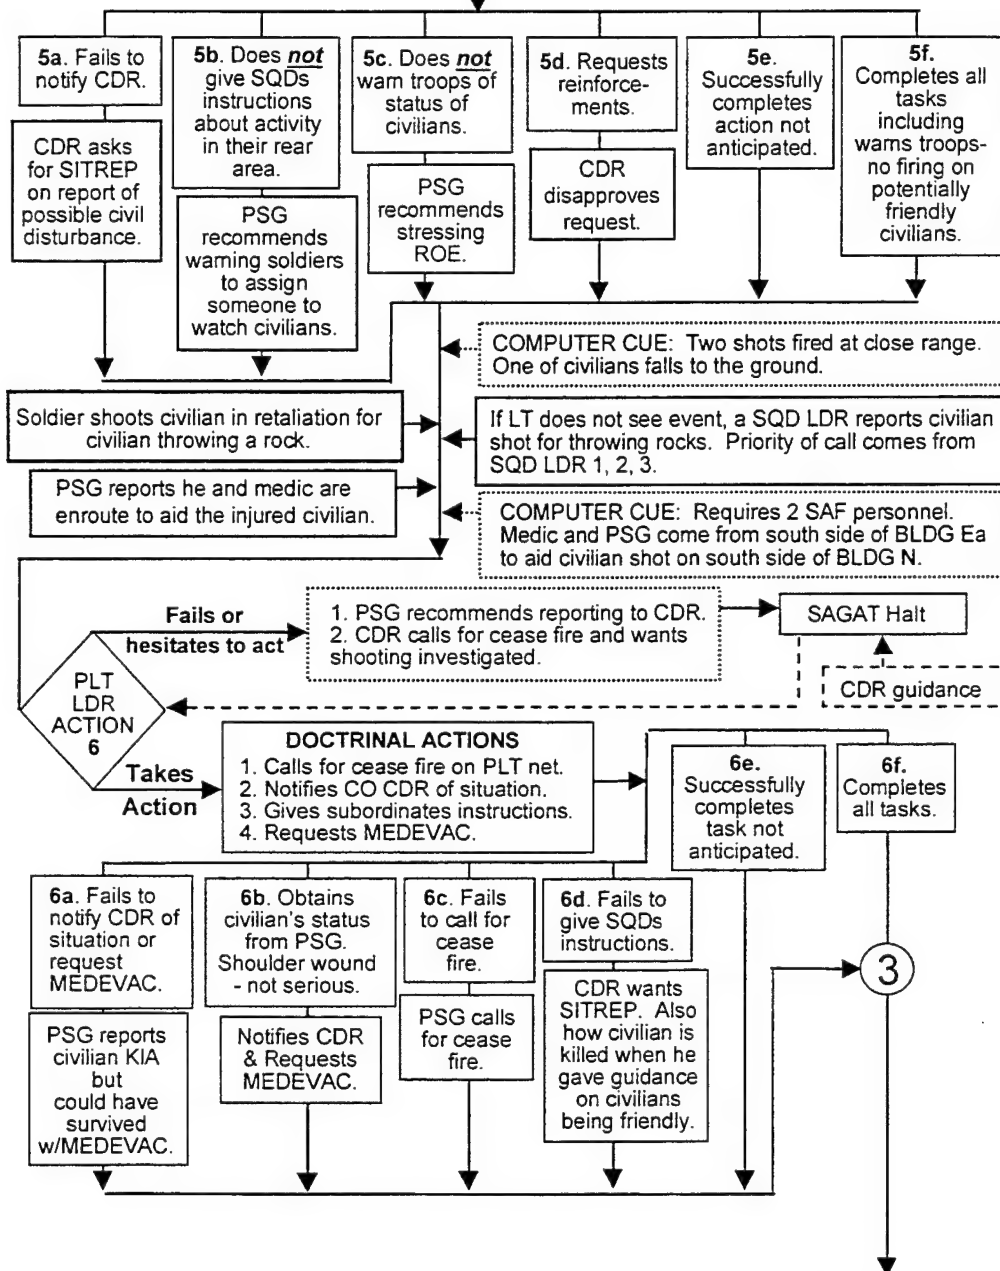 5a. Fails to
notify CDR.
CDR asks
for SITREP
on report of
possible civil
disturbance.
5b. Does not
give SQDs
instructions
about activity
in their rear
area.
PSG
recommends
warning soldiers
to assign
someone to
watch civilians.
5c. Does not
warn troops of
status of
civilians.
PSG
recommends
stressing
ROE.
5d. Requests
reinforce-
ments.
CDR
disapproves
request.
5e.
Successfully
completes
action not
anticipated.
5f.
Completes all
tasks
including
warns troops-
no firing on
potentially
friendly
civilians.
COMPUTER CUE: Two shots fired at close range.
One of civilians falls to the ground.
Soldier shoots civilian in retaliation for
civilian throwing a rock.
If LT does not see event, a SQD LDR reports civilian
shot for throwing rocks. Priority of call comes from
SQD LDR 1, 2, 3.
PSG reports he and medic are
enroute to aid the injured civilian.
COMPUTER CUE: Requires 2 SAF personnel.
Medic and PSG come from south side of BLDG Ea
to aid civilian shot on south side of BLDG N.
Fails or
hesitates to act
1. PSG recommends reporting to CDR.
2. CDR calls for cease fire and wants
shooting investigated.
SAGAT Halt
CDR guidance
PLT
LDR
ACTION
6
Takes
Action
DOCTRINAL ACTIONS
1. Calls for cease fire on PLT net.
2. Notifies CO CDR of situation.
3. Gives subordinates instructions.
4. Requests MEDEVAC.
6e.
Successfully
completes
task not
anticipated.
6f.
Completes
all tasks.
6a. Fails to
notify CDR of
situation or
request
MEDEVAC.
PSG reports
civilian KIA
but
could have
survived
w/MEDEVAC.
6b. Obtains
civilian's status
from PSG.
Shoulder wound
- not serious.
Notifies CDR
& Requests
MEDEVAC.
6c. Fails
to call for
cease
fire.
PSG calls
for cease
fire.
6d. Fails to
give SQDs
instructions.
CDR wants
SITREP. Also
how civilian is
killed when he
gave guidance
on civilians
being friendly.
3